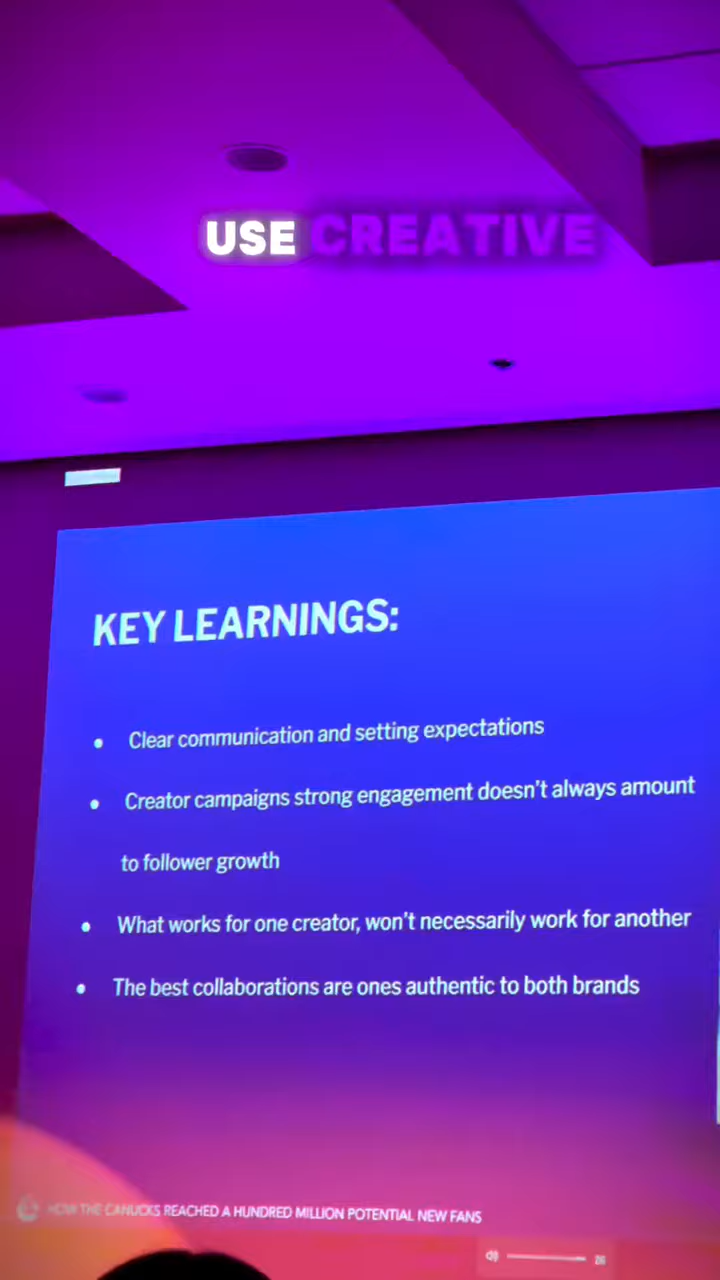 USE CREATIVE
KEY LEARNINGS:
• Clear communication and setting expectations
• Creator campaigns strong engagement doesn't always amount
to follower growth
• What works for one creator, won't necessarily work for another
• The best collaborations are ones authentic to both brands
HOW THE CANUCKS REACHED A HUNDRED MILLION POTENTIAL NEW FANS
26